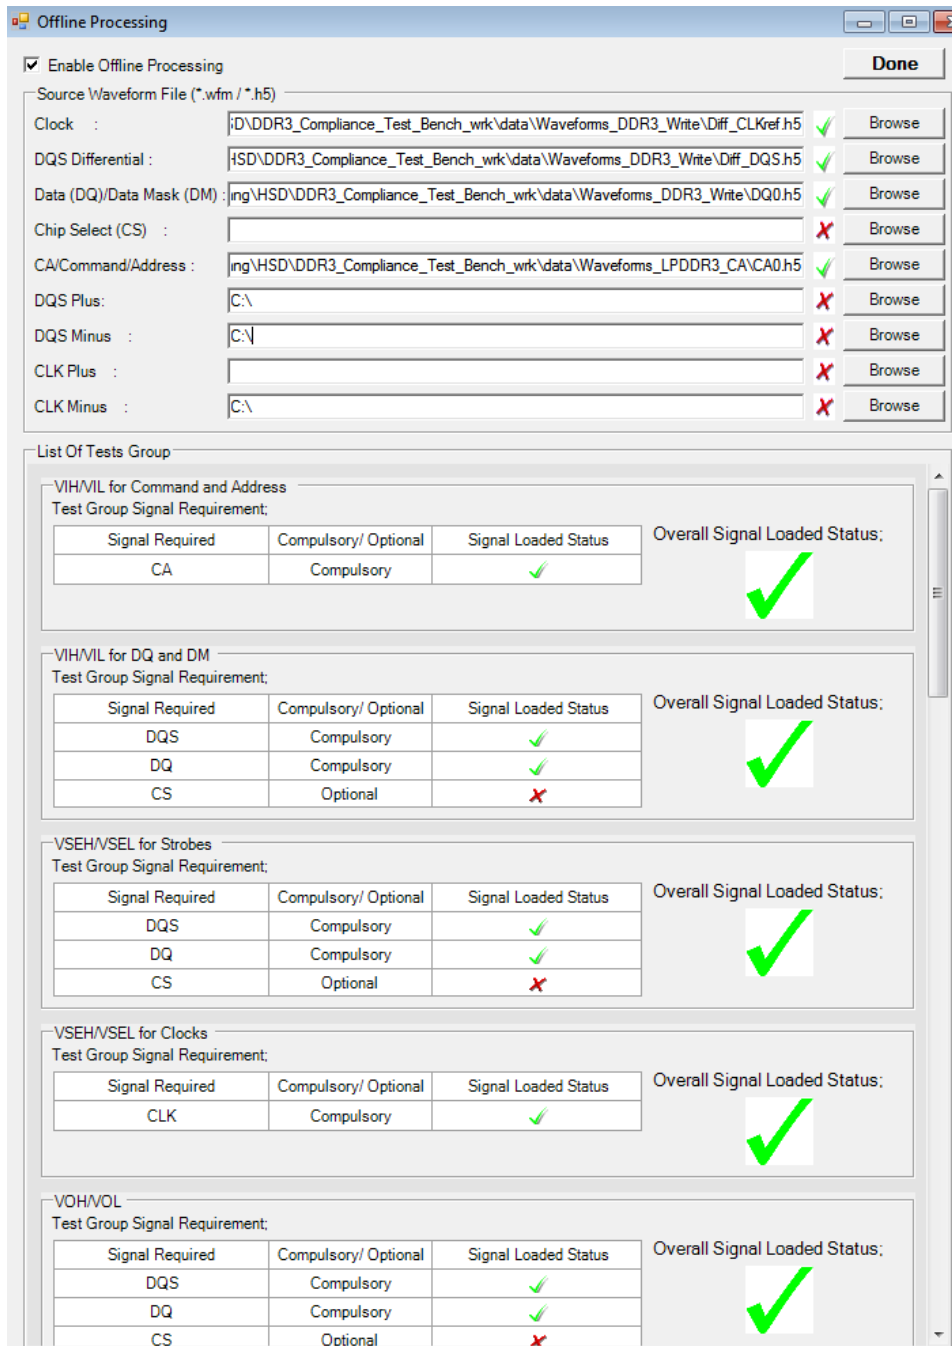 Offline Processing
Enable Offline Processing
Done
Source Waveform File (*.wfm / *.h5)
Clock :
\DDR3_Compliance_Test_Bench_wrk\data\Waveforms_DDR3_Write\Diff_CLKref.h5
Browse
DQS Differential :
HSD\DDR3_Compliance_Test_Bench_wrk\data\Waveforms_DDR3_Write\Diff_DQS.h5
Browse
Data (DQ)/Data Mask (DM) :
ing\HSD\DDR3_Compliance_Test_Bench_wrk\data\Waveforms_DDR3_Write\DQ0.h5
Browse
Chip Select (CS) :
Browse
CA/Command/Address :
ing\HSD\DDR3_Compliance_Test_Bench_wrk\data\Waveforms_LPDDR3_CA\CA0.h5
Browse
DQS Plus:
C:\
Browse
DQS Minus :
C:\
Browse
CLK Plus :
Browse
CLK Minus :
C:\
Browse
List Of Tests Group
VIH/VIL for Command and Address
Test Group Signal Requirement;
Signal Required Compulsory/ Optional Signal Loaded Status
CA Compulsory
Overall Signal Loaded Status;
VIH/VIL for DQ and DM
Test Group Signal Requirement;
Signal Required Compulsory/ Optional Signal Loaded Status
DQS Compulsory
DQ Compulsory
CS Optional
Overall Signal Loaded Status;
VSEH/VSEL for Strobes
Test Group Signal Requirement;
Signal Required Compulsory/ Optional Signal Loaded Status
DQS Compulsory
DQ Compulsory
CS Optional
Overall Signal Loaded Status;
VSEH/VSEL for Clocks
Test Group Signal Requirement;
Signal Required Compulsory/ Optional Signal Loaded Status
CLK Compulsory
Overall Signal Loaded Status;
VOH/VOL
Test Group Signal Requirement;
Signal Required Compulsory/ Optional Signal Loaded Status
DQS Compulsory
DQ Compulsory
CS Optional
Overall Signal Loaded Status;